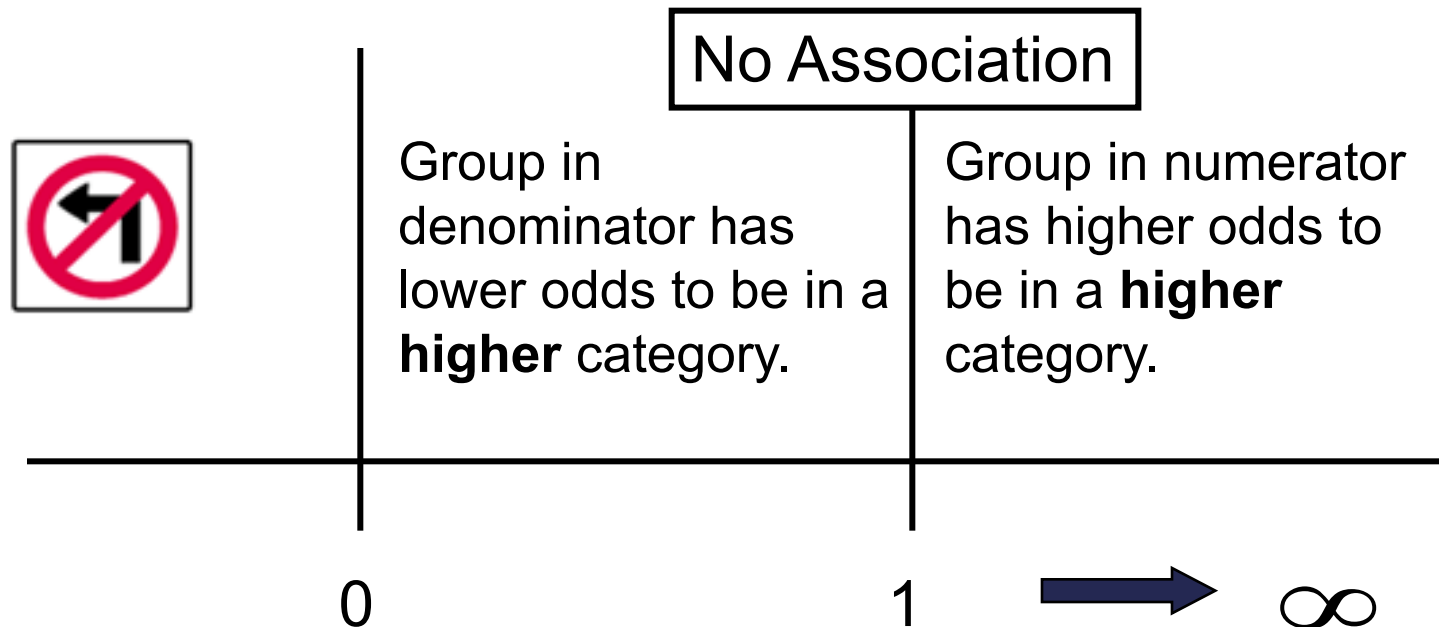 No Association
Group in
denominator has
lower odds to be in a
higher category.
Group in numerator
has higher odds to
be in a higher
category.
0
1
∞